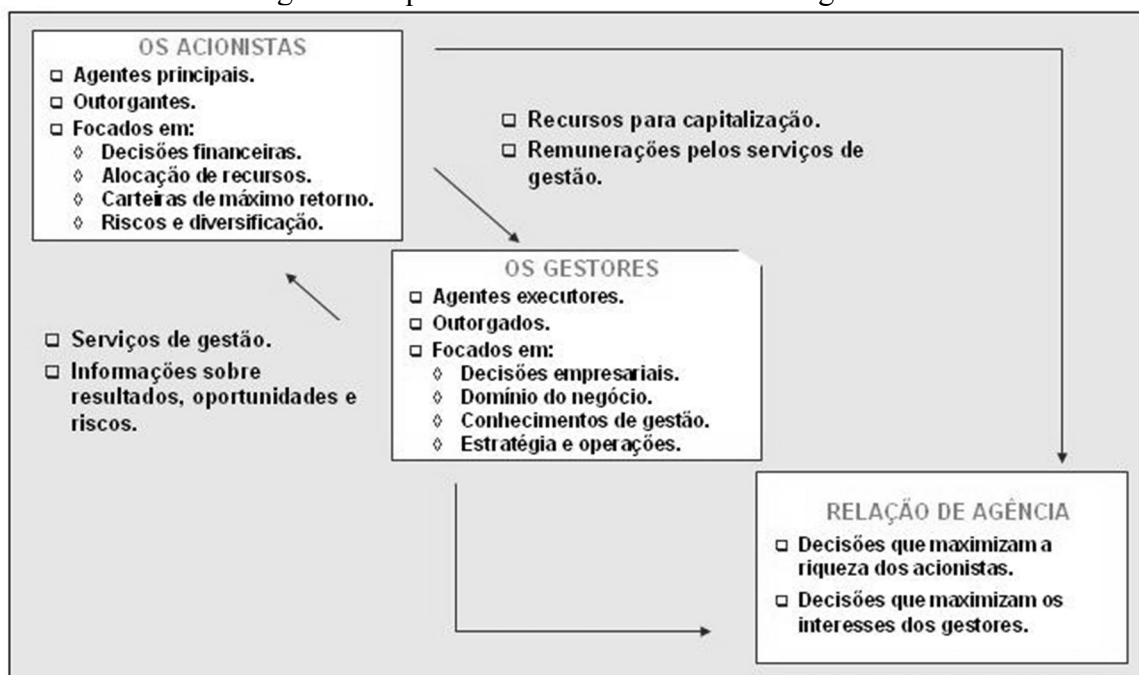 OS ACIONISTAS
❑ Agentes principais.
❑ Outorgantes.
❑ Focados em:
◊ Decisões financeiras.
◊ Alocação de recursos.
◊ Carteiras de máximo retorno.
◊ Riscos e diversificação.
❑ Recursos para capitalização.
❑ Remunerações pelos serviços de
gestão.
OS GESTORES
❑ Agentes executores.
❑ Outorgados.
❑ Focados em:
◊ Decisões empresariais.
◊ Domínio do negócio.
◊ Conhecimentos de gestão.
◊ Estratégia e operações.
❑ Serviços de gestão.
❑ Informações sobre
resultados, oportunidades e
riscos.
RELAÇÃO DE AGÊNCIA
❑ Decisões que maximizam a
riqueza dos acionistas.
❑ Decisões que maximizam os
interesses dos gestores.